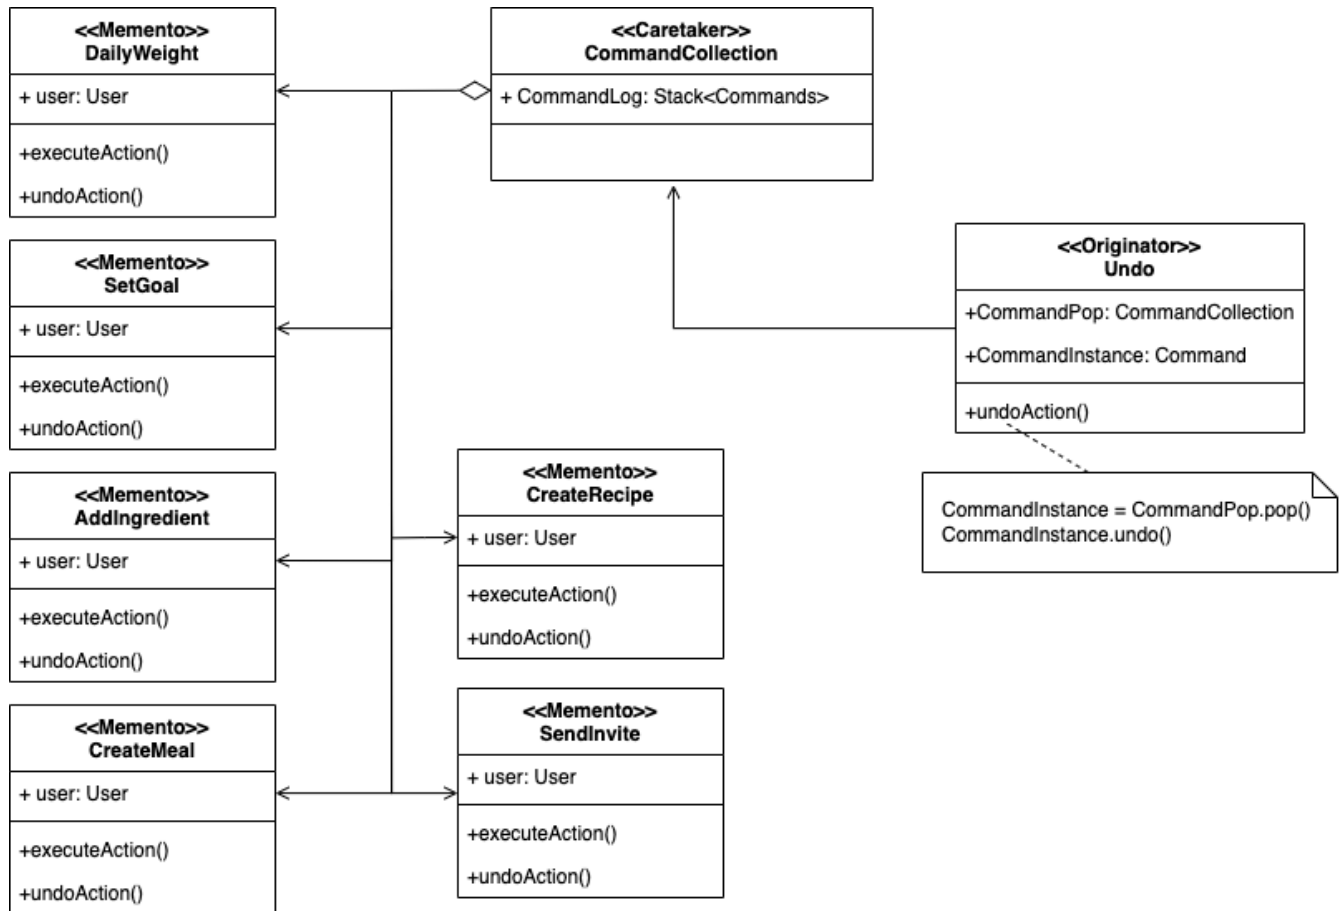 <<Memento>>
DailyWeight
+ user: User
+executeAction()
+undoAction()
<<Caretaker>>
CommandCollection
+ CommandLog: Stack<Commands>
<<Memento>>
SetGoal
+ user: User
+executeAction()
+undoAction()
<<Originator>>
Undo
+CommandPop: CommandCollection
+CommandInstance: Command
+undoAction()
CommandInstance = CommandPop.pop()
CommandInstance.undo()
<<Memento>>
AddIngredient
+ user: User
+executeAction()
+undoAction()
<<Memento>>
CreateRecipe
+ user: User
+executeAction()
+undoAction()
<<Memento>>
CreateMeal
+ user: User
+executeAction()
+undoAction()
<<Memento>>
SendInvite
+ user: User
+executeAction()
+undoAction()